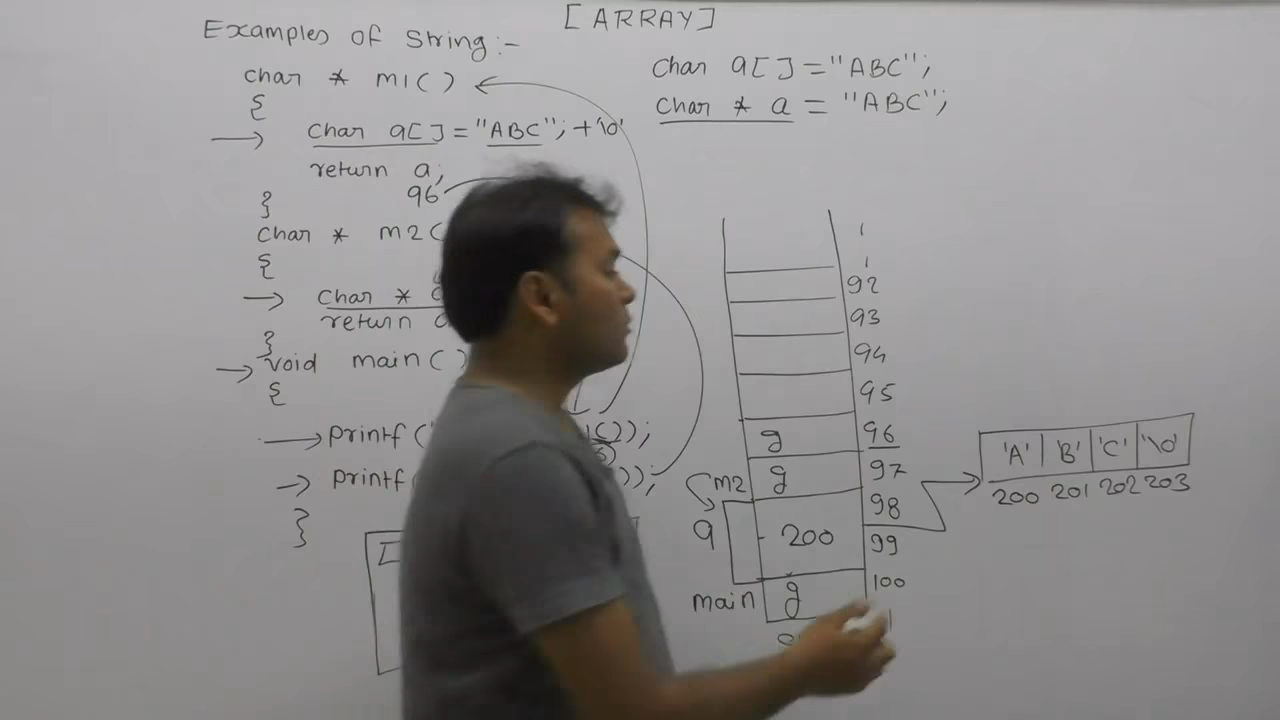 [ARRAY]
Examples of String:-
char * m1()
{
char a[]="ABC"; +'\0'
return a;
96
}
char * m2(
{
char *
return
}
void main()
{
printf(
));
printf(
));
}
char a[]="ABC";
char * a = "ABC";
92
93
94
95
g 96
g 97
m2
98
a 200 99
main g 100
'A' 'B' 'C' '\0'
200 201 202 203